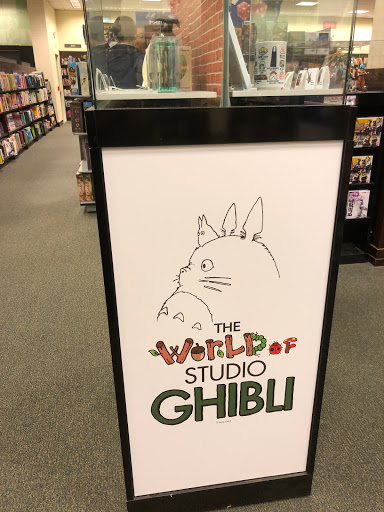 THE
WORLD OF
STUDIO
GHIBLI